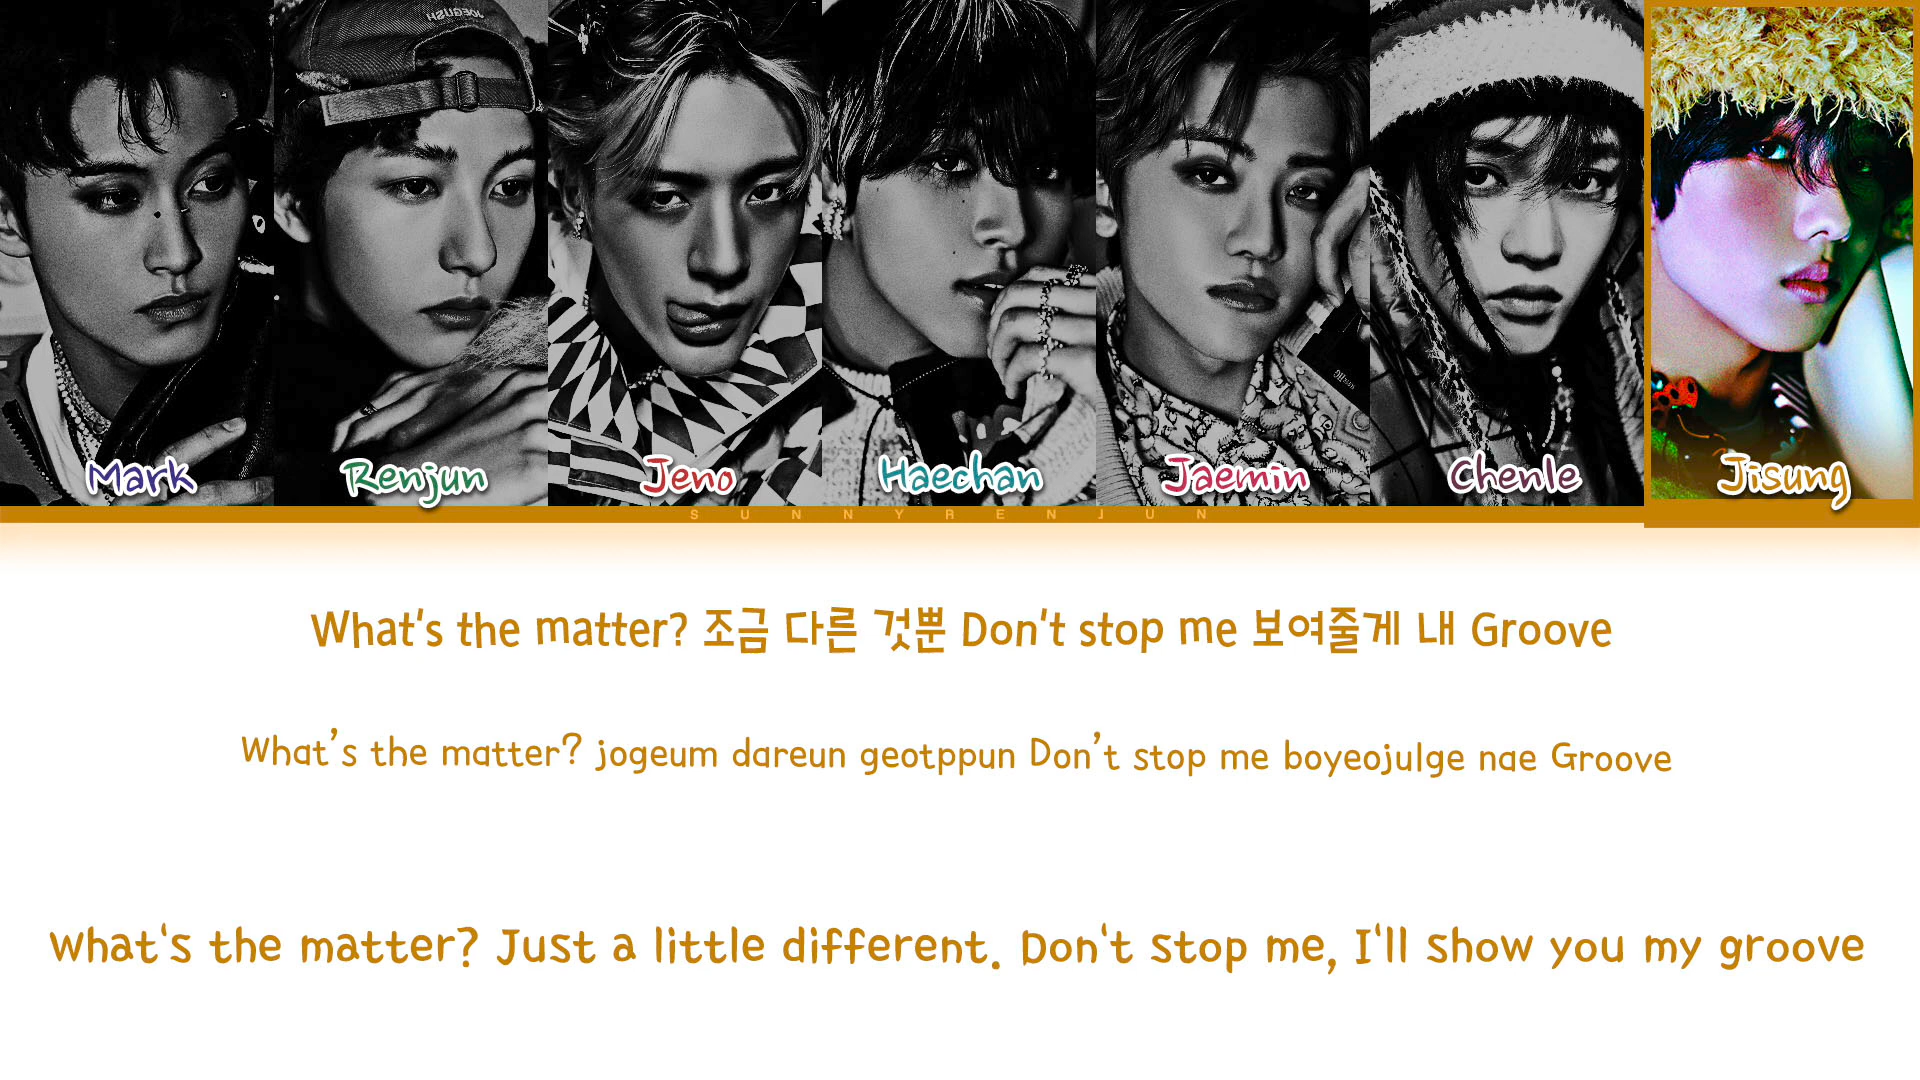 JOEGUSH
Mark
Renjun
Jeno
Haechan
Jaemin
Chenle
Jisung
SUNNYRENJUN
What's the matter? 조금 다른 것뿐 Don't stop me 보여줄게 내 Groove
What's the matter? jogeum dareun geotppun Don't stop me boyeojulge nae Groove
What's the matter? Just a little different. Don't stop me, I'll show you my groove